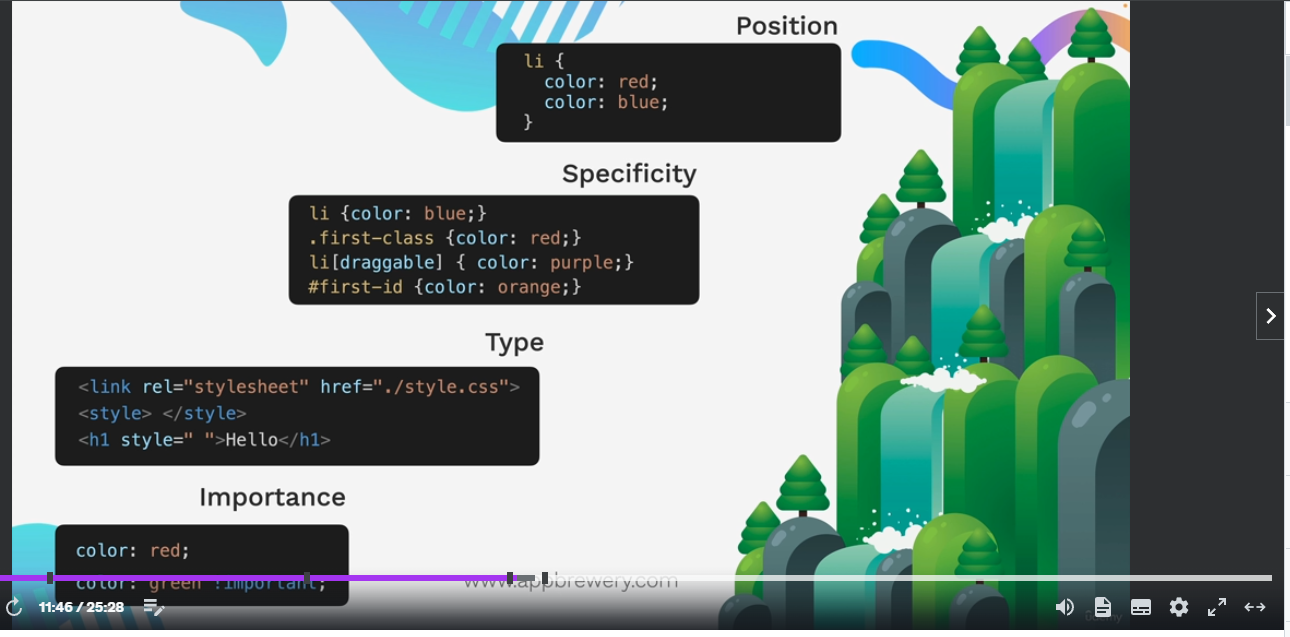 Position
li {
color: red;
color: blue;
}
Specificity
li {color: blue;}
.first-class {color: red;}
li[draggable] { color: purple;}
#first-id {color: orange;}
Type
<link rel="stylesheet" href="./style.css">
<style> </style>
<h1 style=" ">Hello</h1>
Importance
color: red;
color: green !important;
www.appbrewery.com
11:46 / 25:28
udemy